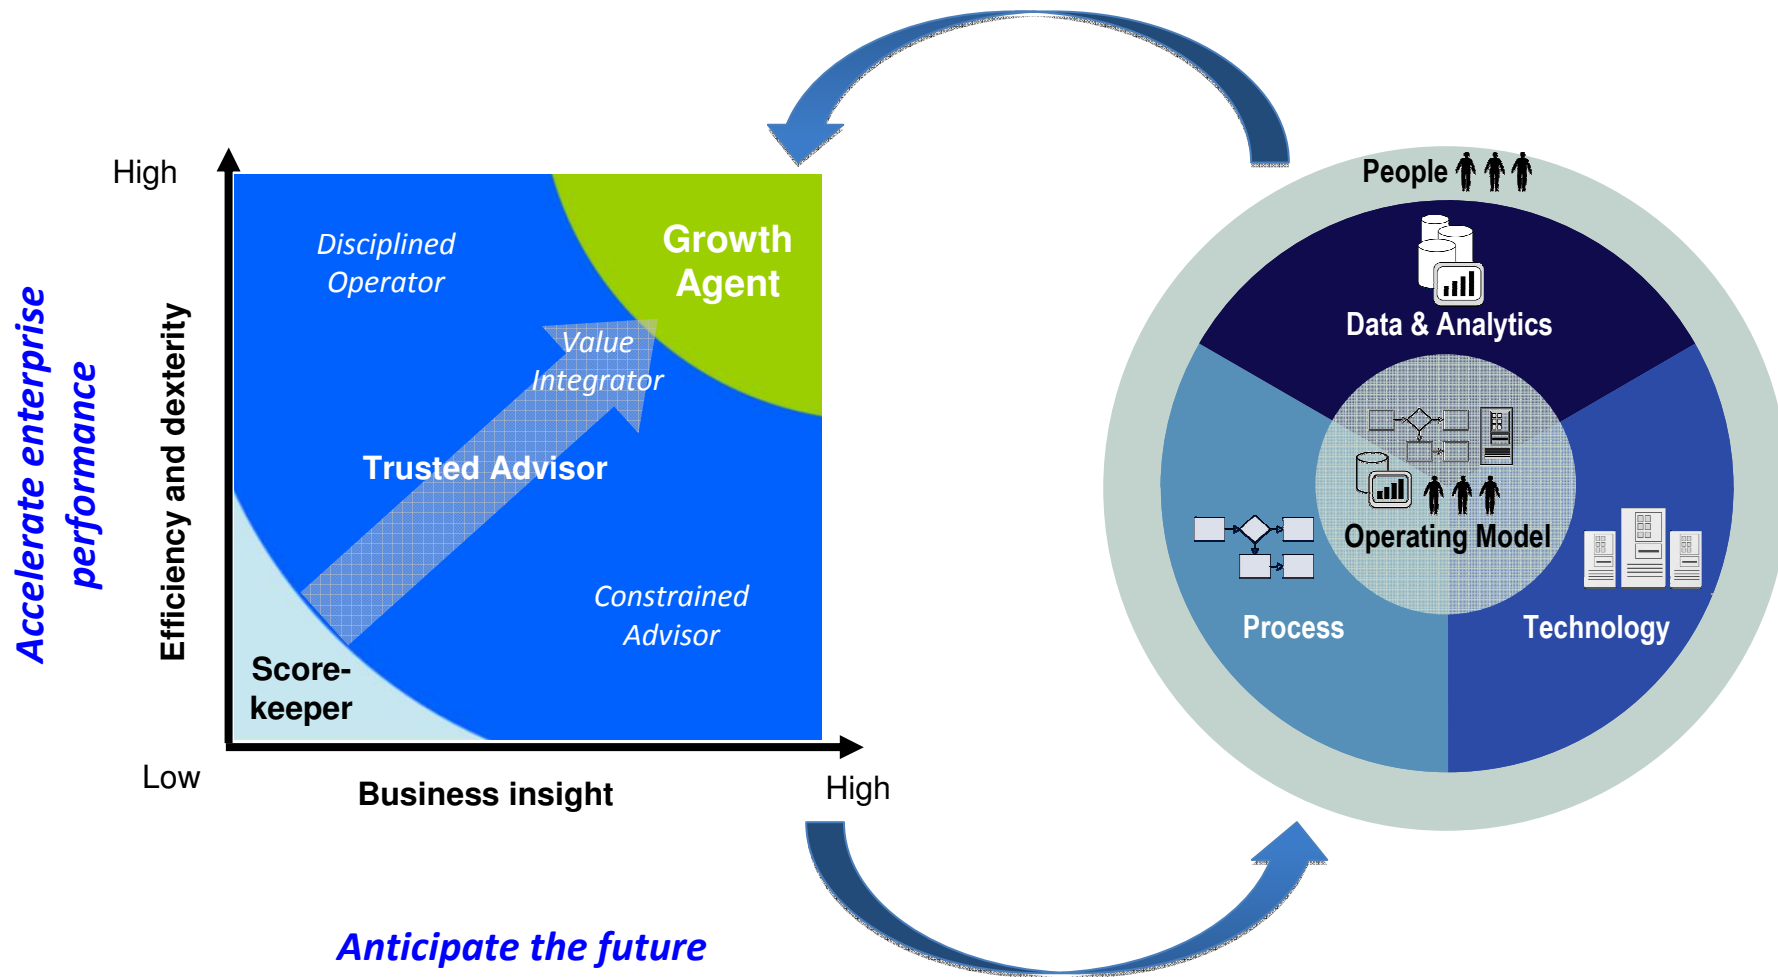 Accelerate enterprise
performance
Efficiency and dexterity
High
Disciplined
Operator
Growth
Agent
Value
Integrator
Trusted Advisor
Constrained
Advisor
Score-
keeper
Low
Business insight
High
Anticipate the future
People
Data & Analytics
Operating Model
Process
Technology